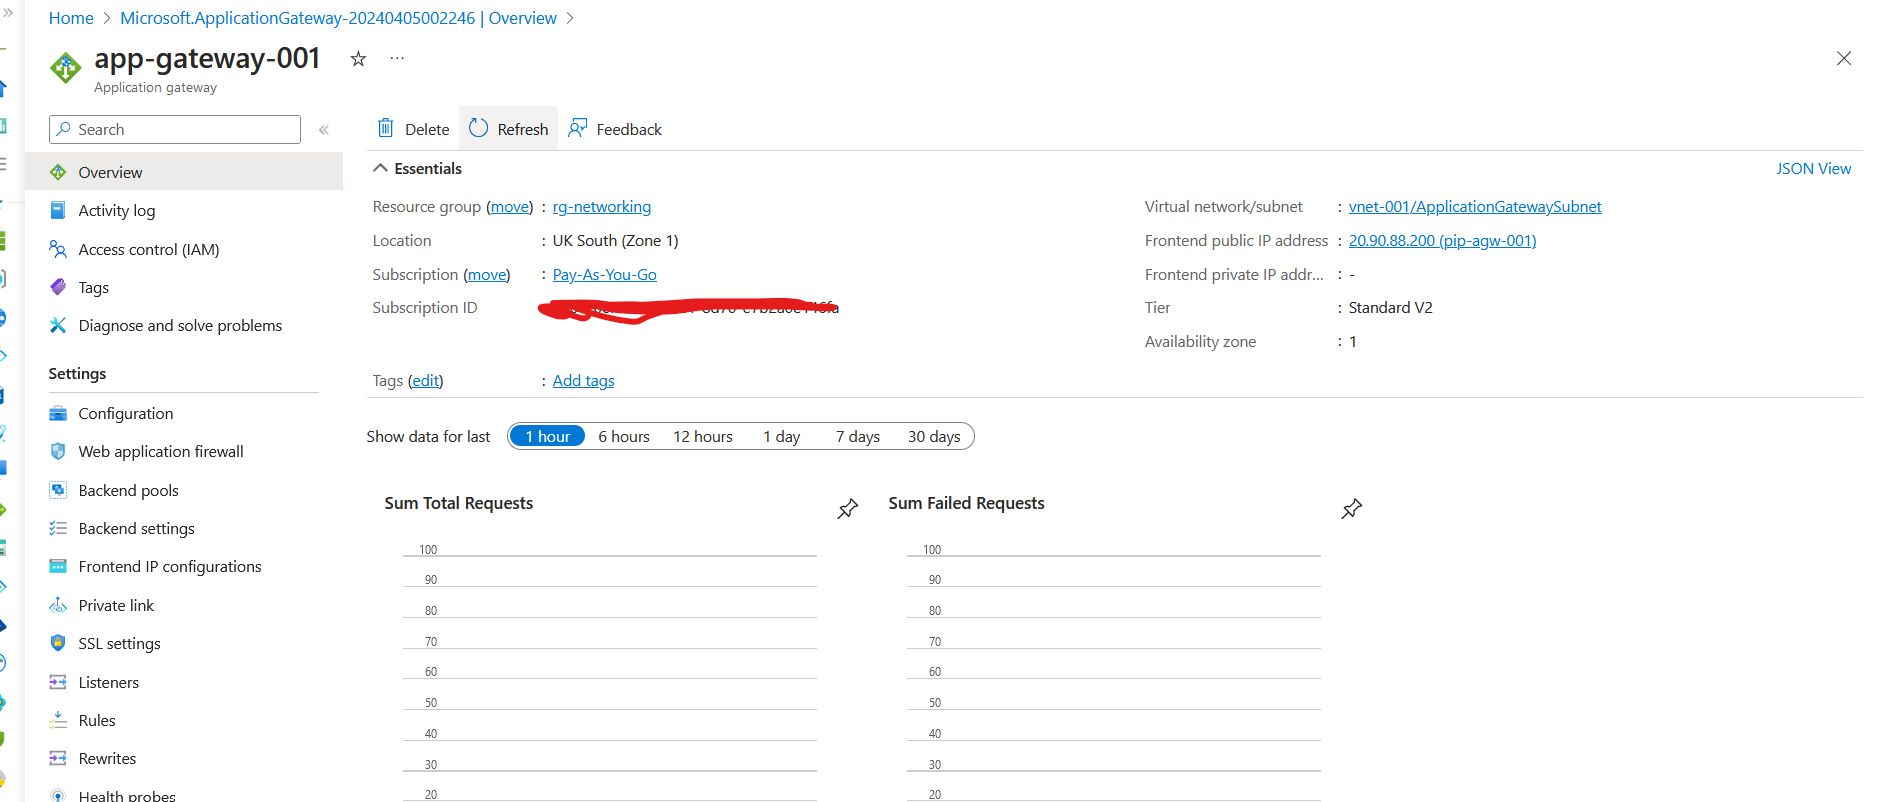 Home > Microsoft.ApplicationGateway-20240405002246 | Overview >
app-gateway-001
Application gateway
Search
Delete Refresh Feedback
Overview
Activity log
Access control (IAM)
Tags
Diagnose and solve problems
Settings
Configuration
Web application firewall
Backend pools
Backend settings
Frontend IP configurations
Private link
SSL settings
Listeners
Rules
Rewrites
Health probes
Essentials
JSON View
Resource group (move) : rg-networking
Location : UK South (Zone 1)
Subscription (move) : Pay-As-You-Go
Subscription ID
Tags (edit) : Add tags
Virtual network/subnet : vnet-001/ApplicationGatewaySubnet
Frontend public IP address : 20.90.88.200 (pip-agw-001)
Frontend private IP addr... : -
Tier : Standard V2
Availability zone : 1
Show data for last 1 hour 6 hours 12 hours 1 day 7 days 30 days
Sum Total Requests
100
90
80
70
60
50
40
30
20
Sum Failed Requests
100
90
80
70
60
50
40
30
20